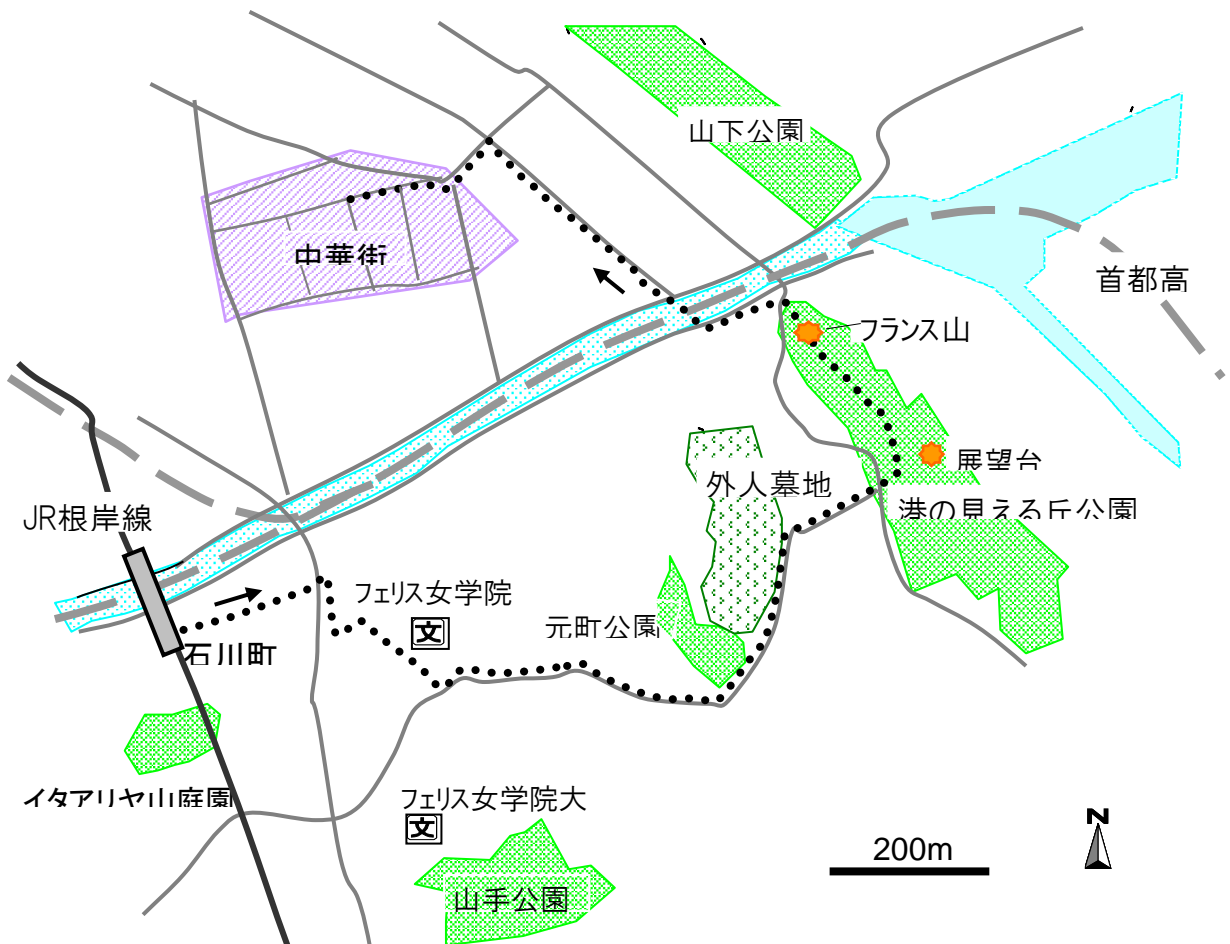 山下公園
中華街
首都高
フランス山
展望台
外人墓地
港の見える丘公園
JR根岸線
フェリス女学院
文
元町公園
石川町
イタアリヤ山庭園
フェリス女学院大
文
山手公園
200m
N